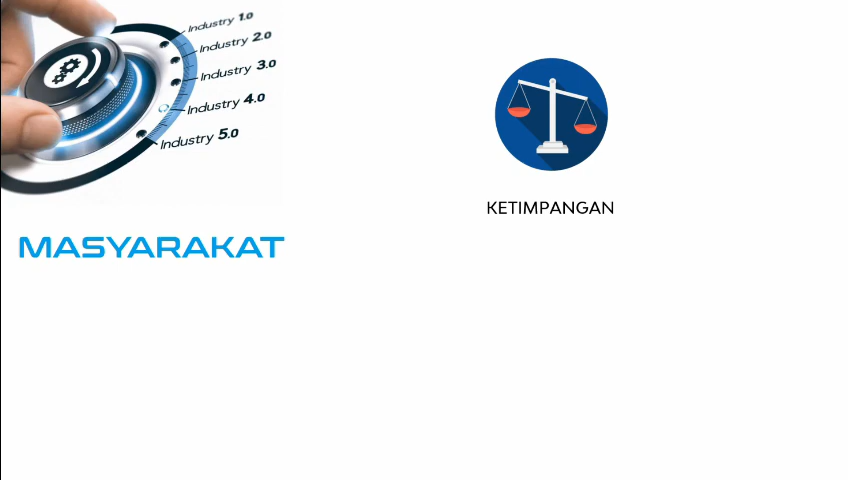 Industry 1.0
Industry 2.0
Industry 3.0
Industry 4.0
Industry 5.0
KETIMPANGAN
MASYARAKAT